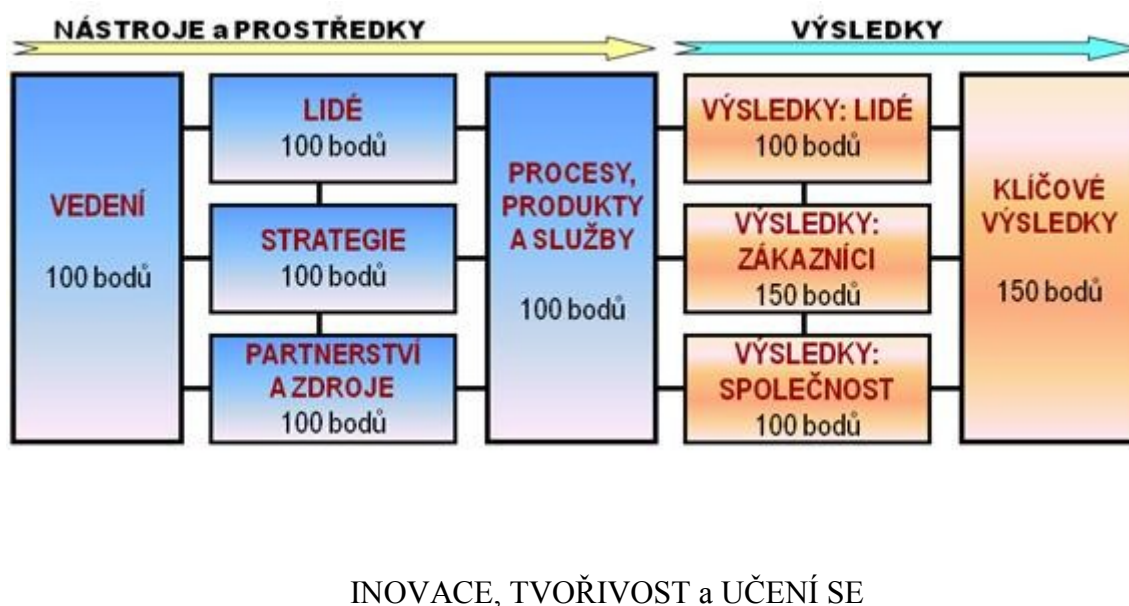 NÁSTROJE a PROSTŘEDKY
VÝSLEDKY
VEDENÍ
100 bodů
LIDÉ
100 bodů
STRATEGIE
100 bodů
PARTNERSTVÍ
A ZDROJE
100 bodů
PROCESY,
PRODUKTY
A SLUŽBY
100 bodů
VÝSLEDKY: LIDÉ
100 bodů
VÝSLEDKY:
ZÁKAZNÍCI
150 bodů
VÝSLEDKY:
SPOLEČNOST
100 bodů
KLÍČOVÉ
VÝSLEDKY
150 bodů
INOVACE, TVOŘIVOST a UČENÍ SE